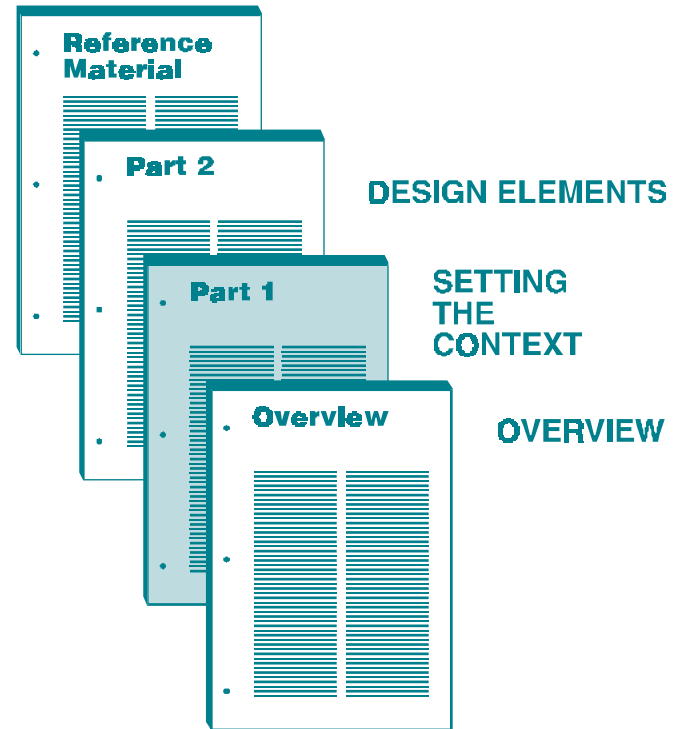 Reference
Material
Part 2
DESIGN ELEMENTS
Part 1
SETTING
THE
CONTEXT
Overview
OVERVIEW